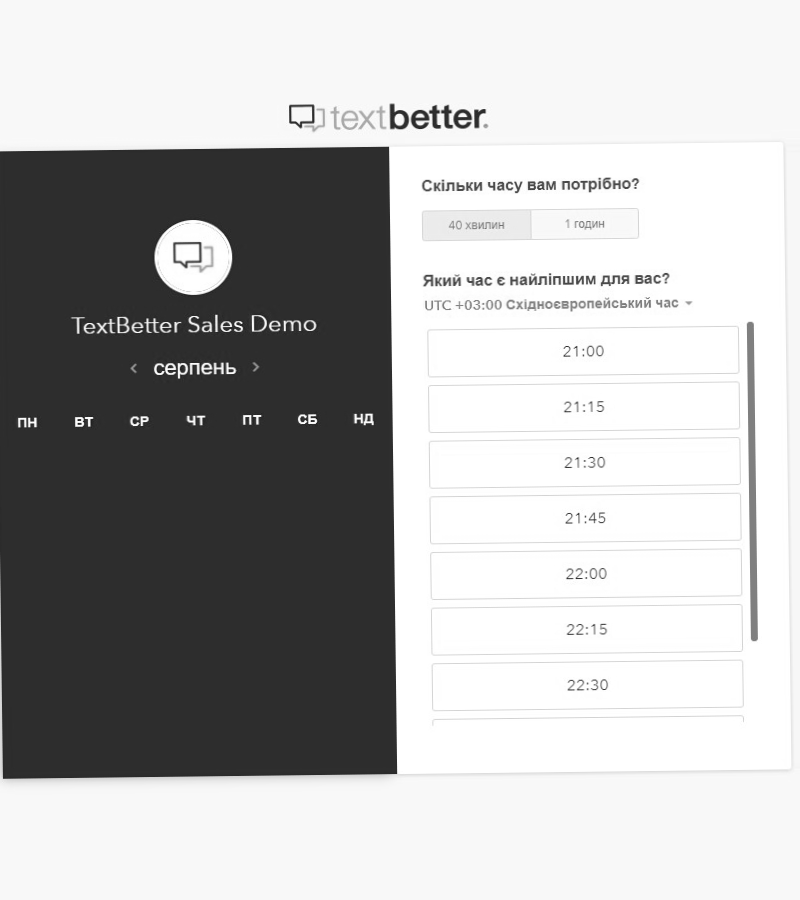 textbetter.
TextBetter Sales Demo
серпень
ПН ВТ СР ЧТ ПТ СБ НД
Скільки часу вам потрібно?
40 хвилин 1 годин
Який час є найліпшим для вас?
UTC +03:00 Східноєвропейський час
21:00
21:15
21:30
21:45
22:00
22:15
22:30